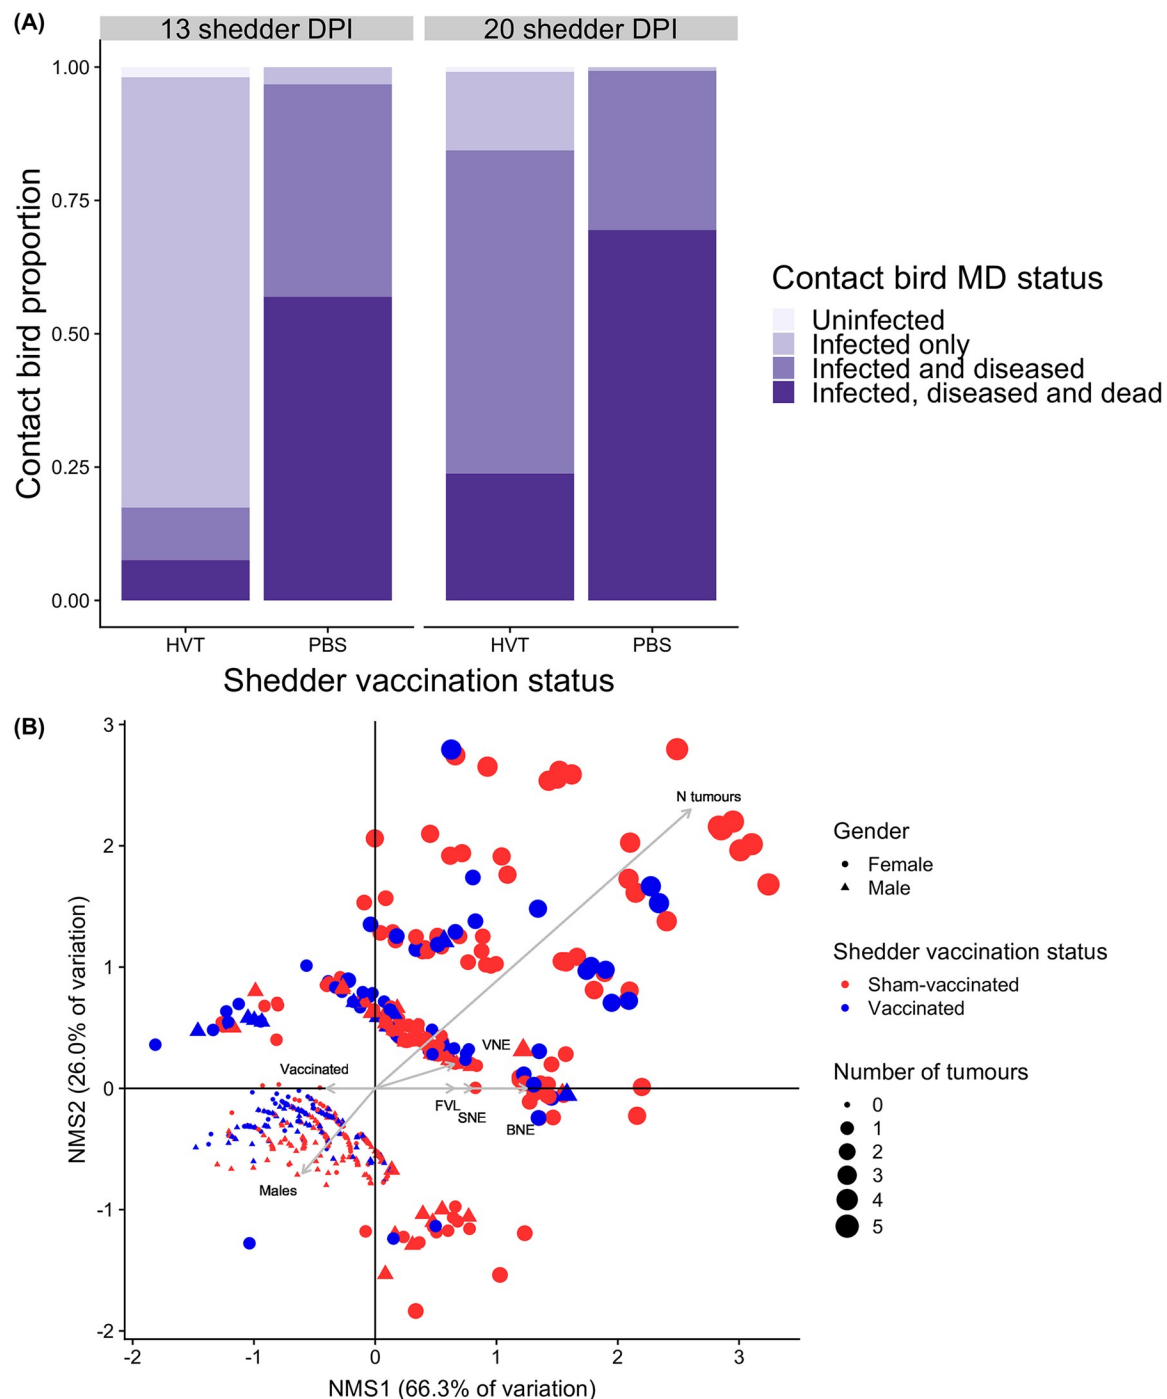 (A)
13 shedder DPI
20 shedder DPI
Contact bird proportion
1.00
0.75
0.50
0.25
0.00
HVT
PBS
HVT
PBS
Shedder vaccination status
Contact bird MD status
Uninfected
Infected only
Infected and diseased
Infected, diseased and dead
(B)
NMS2 (26.0% of variation)
3
2
1
0
-1
-2
N tumours
VNE
Vaccinated
FVL
SNE
BNE
Males
-2
-1
0
1
2
3
NMS1 (66.3% of variation)
Gender
Female
Male
Shedder vaccination status
Sham-vaccinated
Vaccinated
Number of tumours
0
1
2
3
4
5